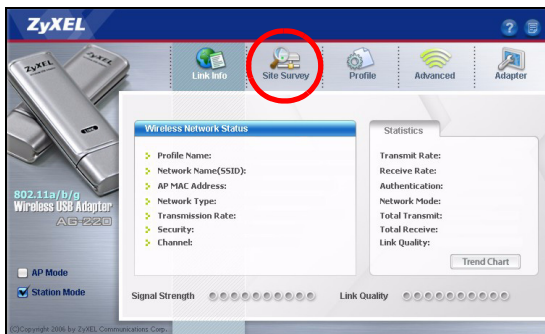 ZyXEL
Link Info
Site Survey
Profile
Advanced
Adapter
ZyXEL
ZyXEL
802.11a/b/g
Wireless USB Adapter
AG-220
AP Mode
Station Mode
Wireless Network Status
Profile Name:
Network Name(SSID):
AP MAC Address:
Network Type:
Transmission Rate:
Security:
Channel:
Statistics
Transmit Rate:
Receive Rate:
Authentication:
Network Mode:
Total Transmit:
Total Receive:
Link Quality:
Trend Chart
Signal Strength
Link Quality
(C)Copyright 2006 by ZyXEL Communications Corp.